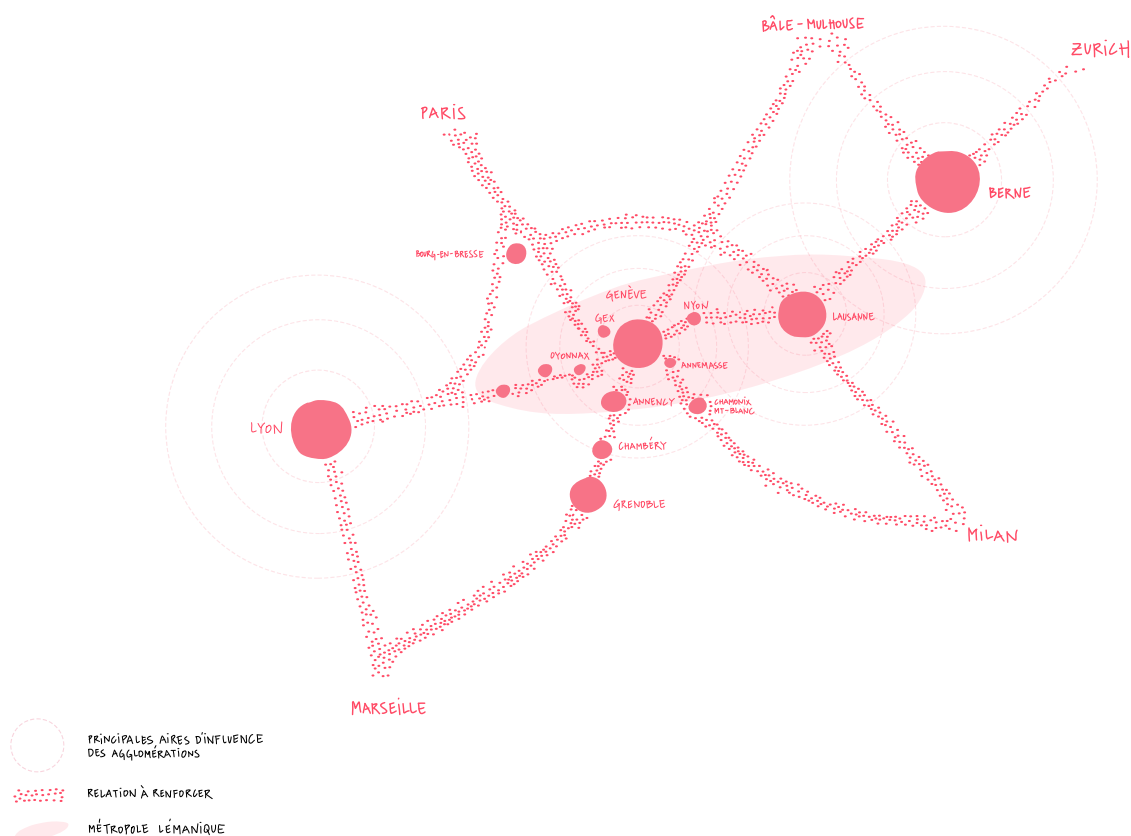 BÂLE - MULHOUSE
ZURICH
PARIS
BERNE
BOURG-EN-BRESSE
GENÈVE
NYON
GEX
LAUSANNE
OYONNAX
ANNEMASSE
ANNENCY
CHAMONIX
MT-BLANC
LYON
CHAMBÉRY
GRENOBLE
MILAN
MARSEILLE
PRINCIPALES AIRES D'INFLUENCE
DES AGGLOMÉRATIONS
RELATION À RENFORCER
MÉTROPOLE LÉMANIQUE